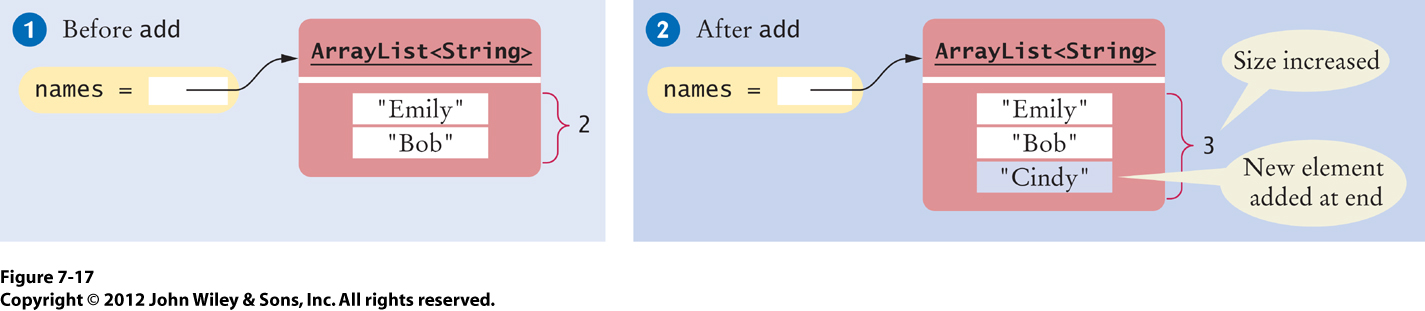 1 Before add
ArrayList<String>
names =
"Emily"
"Bob"
2
2 After add
ArrayList<String>
names =
"Emily"
"Bob"
"Cindy"
3
Size increased
New element
added at end
Figure 7-17
Copyright © 2012 John Wiley & Sons, Inc. All rights reserved.